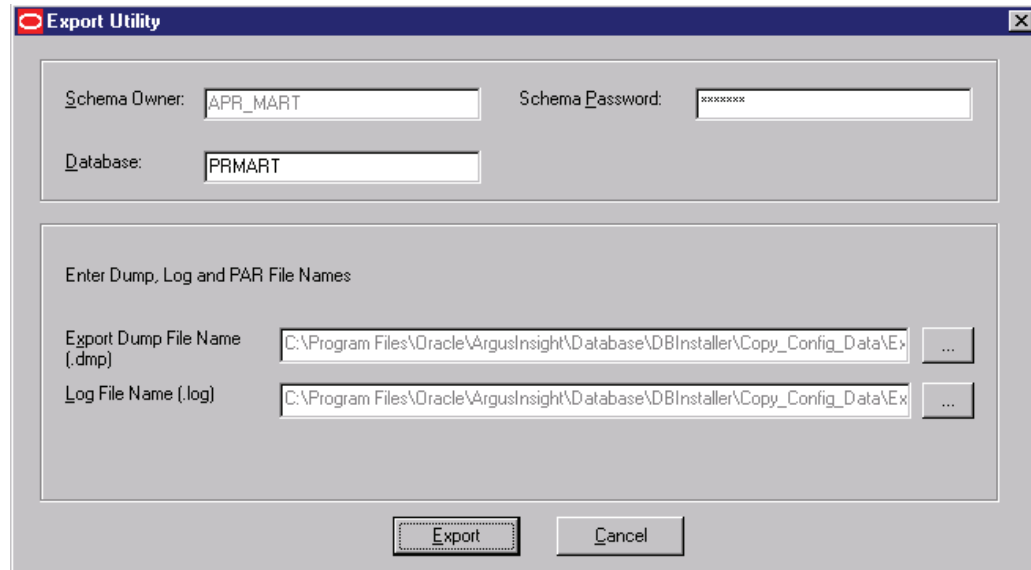 Export Utility
Schema Owner: APR_MART Schema Password: *******
Database: PRMART
Enter Dump, Log and PAR File Names
Export Dump File Name
(.dmp)
C:\Program Files\Oracle\ArgusInsight\Database\DBInstaller\Copy_Config_Data\Ex ...
Log File Name (.log) C:\Program Files\Oracle\ArgusInsight\Database\DBInstaller\Copy_Config_Data\Ex ...
Export Cancel